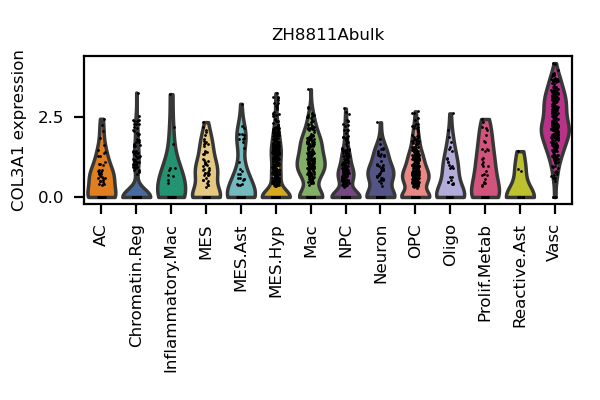 ZH8811Abulk
COL3A1 expression
2.5
0.0
AC
Chromatin.Reg
Inflammatory.Mac
MES
MES.Ast
MES.Hyp
Mac
NPC
Neuron
OPC
Oligo
Prolif.Metab
Reactive.Ast
Vasc